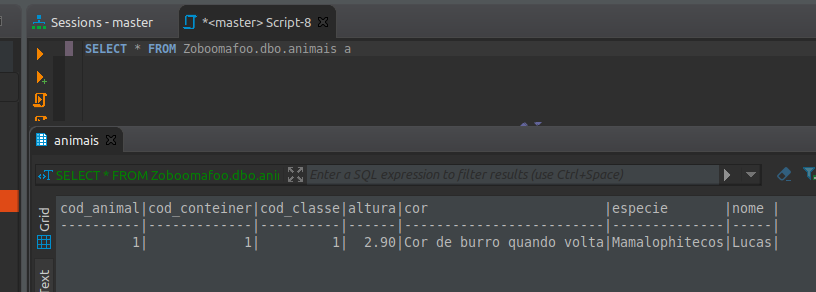 Sessions - master
*<master> Script-8
SELECT * FROM Zoboomafoo.dbo.animais a
animais
SELECT * FROM Zoboomafoo.dbo.ani
Enter a SQL expression to filter results (use Ctrl+Space)
Grid
Text
cod_animal|cod_conteiner|cod_classe|altura|cor                      |especie       |nome |
----------|-------------|----------|------|-------------------------|--------------|-----|
         1|            1|         1|  2.90|Cor de burro quando volta|Mamalophitecos|Lucas|